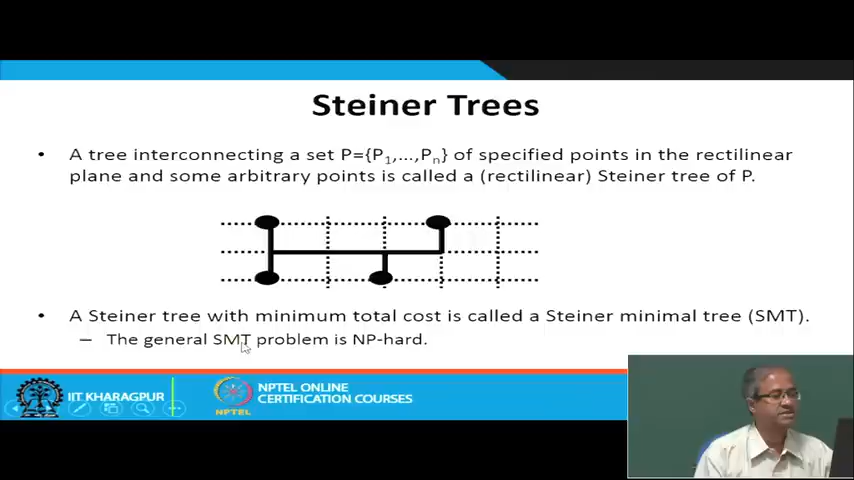 Steiner Trees
• A tree interconnecting a set P={P1,...,Pn} of specified points in the rectilinear
plane and some arbitrary points is called a (rectilinear) Steiner tree of P.
• A Steiner tree with minimum total cost is called a Steiner minimal tree (SMT).
– The general SMT problem is NP-hard.
IIT KHARAGPUR
NPTEL
NPTEL ONLINE
CERTIFICATION COURSES